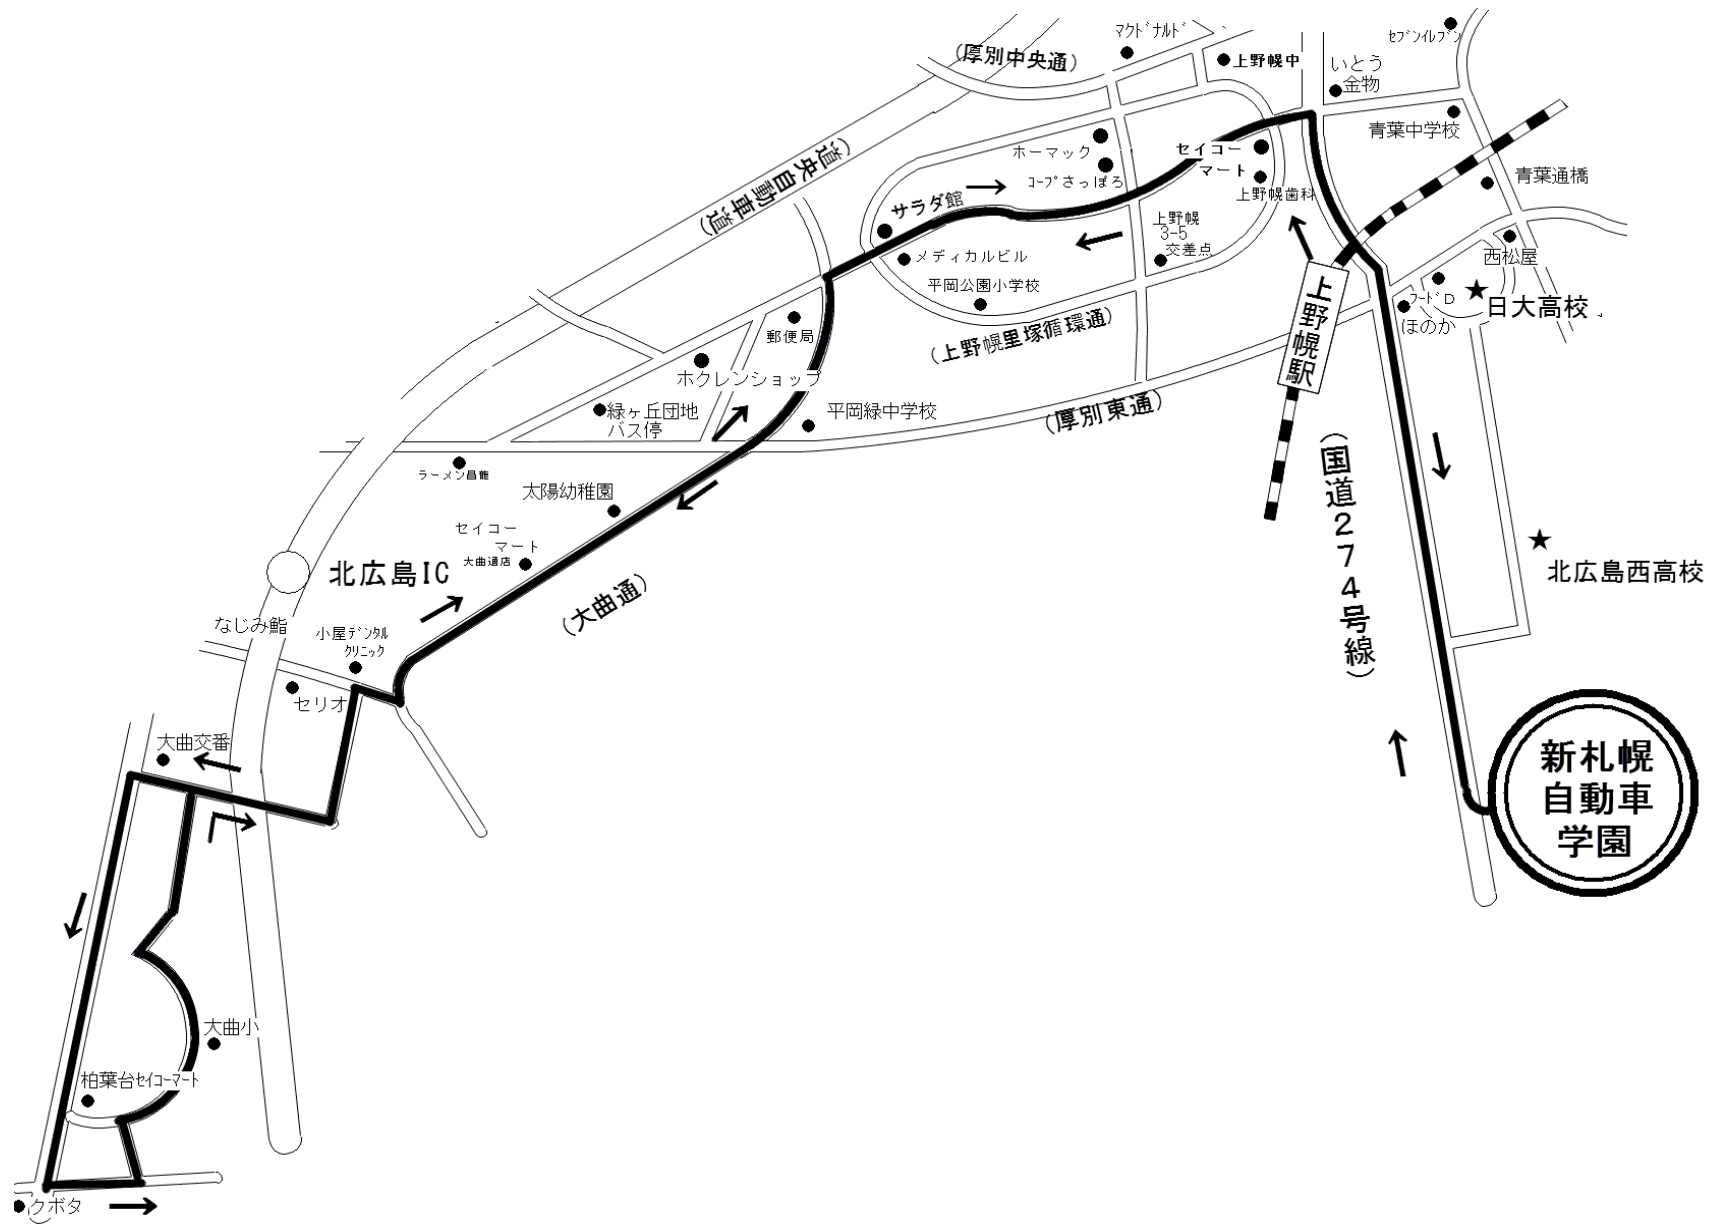 マクドナルド
セブンイレブン
(厚別中央通)
上野幌中
いとう
金物
青葉中学校
ホーマック
コープさっぽろ
セイコー
マート
上野幌歯科
青葉通橋
(道央自動車道)
サラダ館
上野幌
3-5
交差点
メディカルビル
平岡公園小学校
西松屋
フードD
ほのか
日大高校
上野幌駅
(上野幌里塚循環通)
郵便局
ホクレンショップ
緑ヶ丘団地
バス停
平岡緑中学校
(厚別東通)
(国道274号線)
ラーメン昌龍
太陽幼稚園
セイコー
マート
大曲通店
北広島IC
(大曲通)
北広島西高校
なじみ鮨
小屋デンタル
クリニック
セリオ
大曲交番
新札幌
自動車
学園
大曲小
柏葉台セイコーマート
クボタ